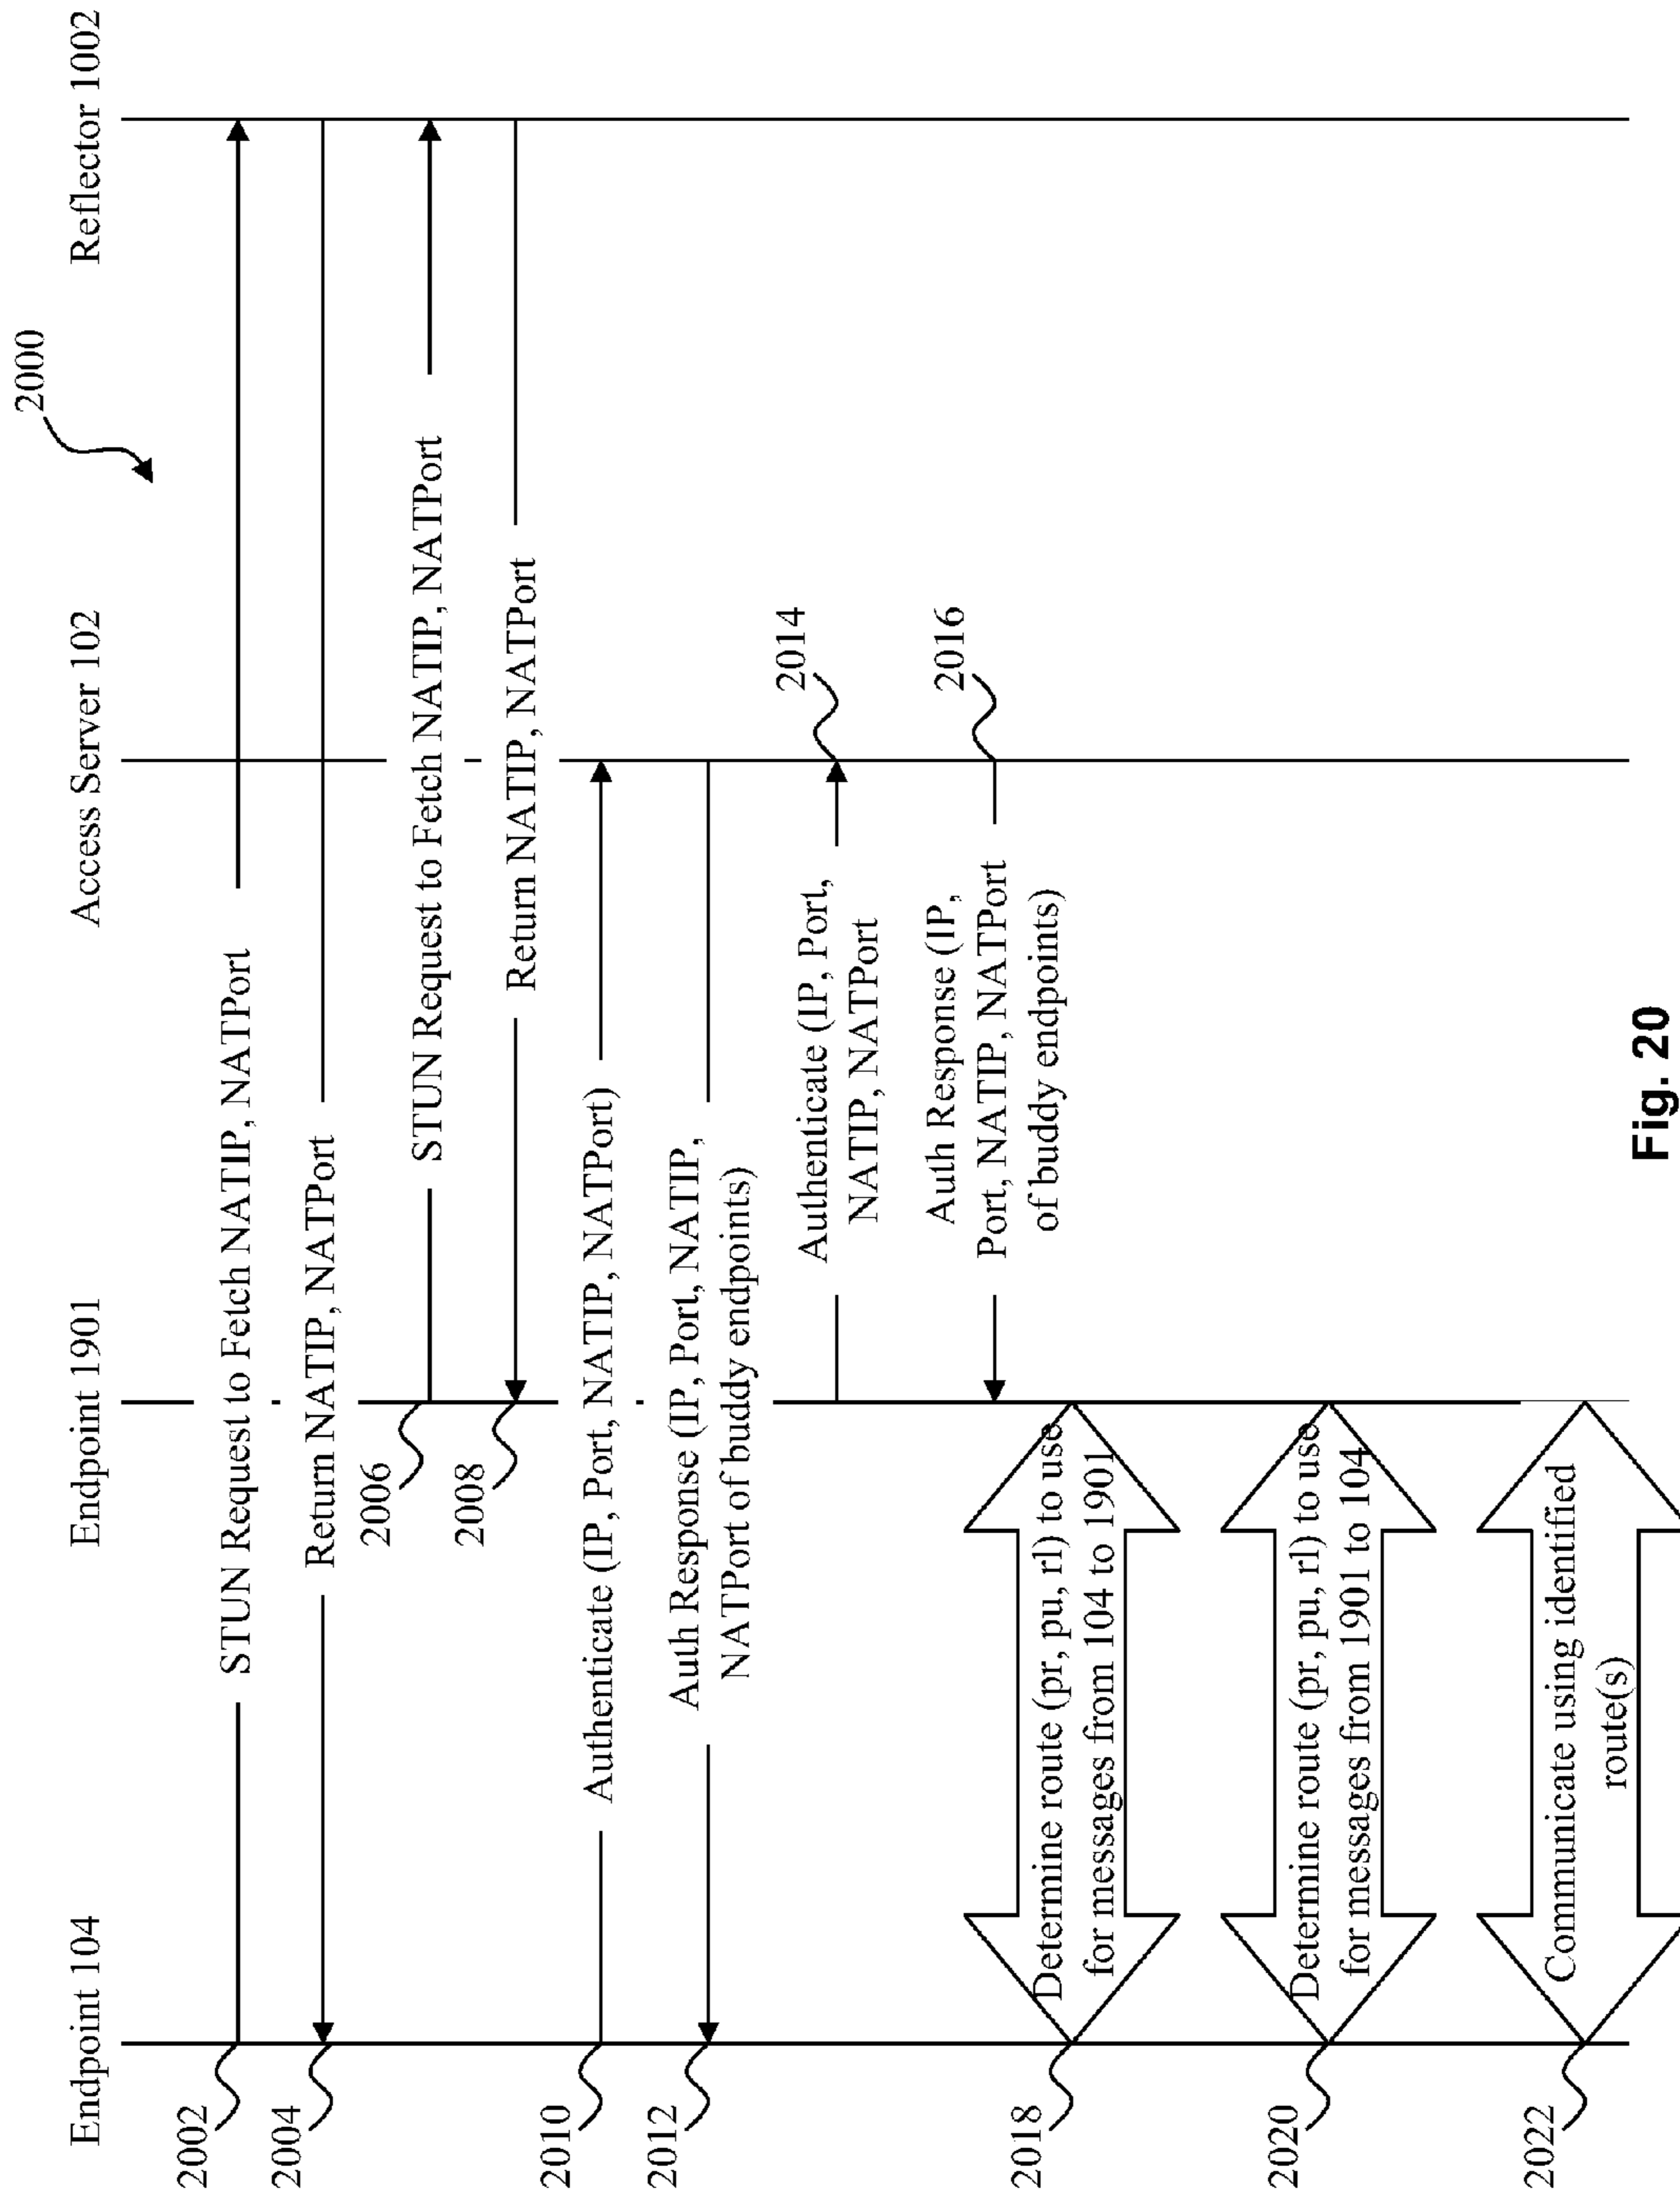 2000
Endpoint 104
Endpoint 1901
Access Server 102
Reflector 1002
2002
STUN Request to Fetch NATIP, NATPort
2004
Return NATIP, NATPort
2006
STUN Request to Fetch NATIP, NATPort
2008
Return NATIP, NATPort
2010
Authenticate (IP, Port, NATIP, NATPort)
2012
Auth Response (IP, Port, NATIP,
NATPort of buddy endpoints)
2014
Authenticate (IP, Port,
NATIP, NATPort
2016
Auth Response (IP,
Port, NATIP, NATPort
of buddy endpoints)
2018
Determine route (pr, pu, rl) to use
for messages from 104 to 1901
2020
Determine route (pr, pu, rl) to use
for messages from 1901 to 104
2022
Communicate using identified
route(s)
Fig. 20